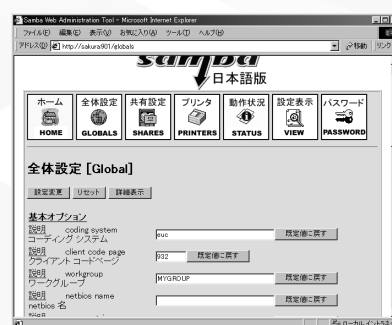 Samba Web Administration Tool - Microsoft Internet Explorer
ファイル(F) 編集(E) 表示(V) お気に入り(A) ツール(T) ヘルプ(H)
アドレス(D) http://sakura:901/globals 移動 リンク
samba
日本語版
ホーム 全体設定 共有設定 プリンタ 動作状況 設定表示 パスワード
HOME GLOBALS SHARES PRINTERS STATUS VIEW PASSWORD
全体設定 [Global]
設定変更 リセット 詳細表示
基本オプション
説明 coding system
コーディング システム euc 既定値に戻す
説明 client code page
クライアント コードページ 932 既定値に戻す
説明 workgroup
ワークグループ MYGROUP 既定値に戻す
説明 netbios name
netbios 名 既定値に戻す